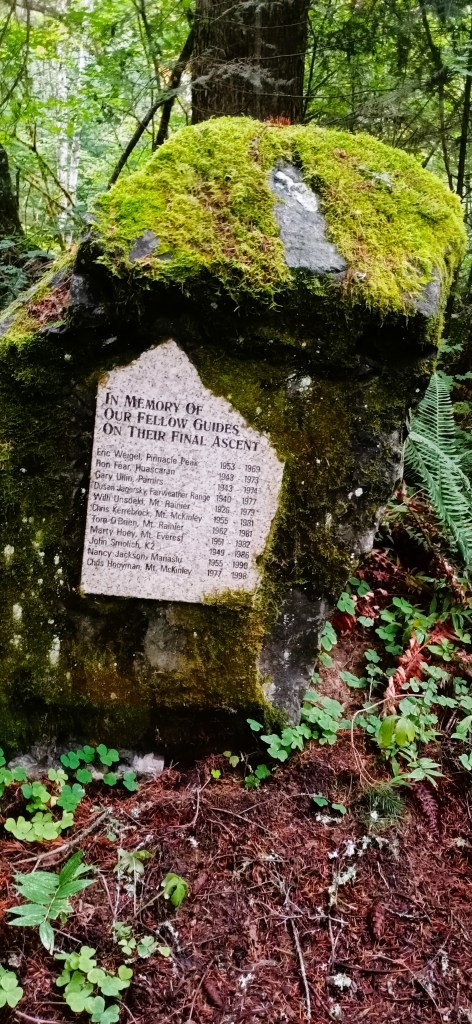 IN MEMORY OF
OUR FELLOW GUIDES
ON THEIR FINAL ASCENT
Eric Weigel, Pinnacle Peak 1953 - 1969
Ron Fear, Huascaran 1943 - 1973
Gary Ullin, Pamirs 1943 - 1974
Dusan Jagersky, Fairweather Range 1940 - 1977
Willi Unsoeld, Mt. Rainier 1926 - 1979
Chris Kerrebrock, Mt. McKinley 1955 - 1981
Tom O'Brien, Mt. Rainier 1962 - 1981
Marty Hoey, Mt. Everest 1951 - 1982
John Smolich, K2 1949 - 1986
Nancy Jackson, Manaslu 1955 - 1998
Chris Hooyman, Mt. McKinley 1977 - 1998